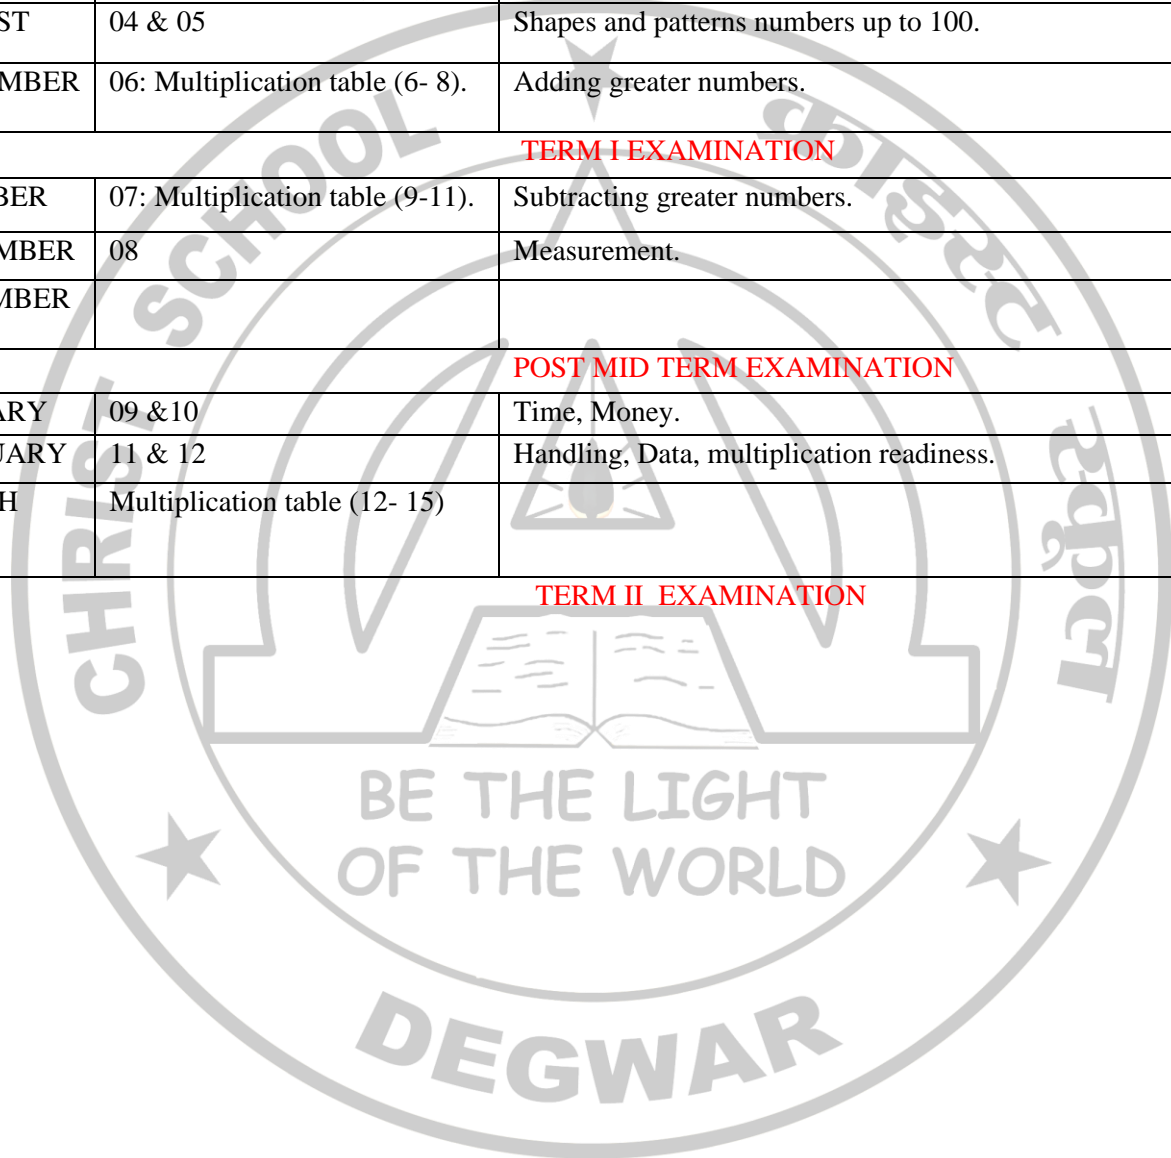 ST 04 & 05 Shapes and patterns numbers up to 100.
MBER 06: Multiplication table (6- 8). Adding greater numbers.
TERM I EXAMINATION
BER 07: Multiplication table (9-11). Subtracting greater numbers.
MBER 08 Measurement.
MBER
POST MID TERM EXAMINATION
ARY 09 &10 Time, Money.
UARY 11 & 12 Handling, Data, multiplication readiness.
H Multiplication table (12- 15)
TERM II EXAMINATION
CHRIST SCHOOL
क्राइस्ट स्कूल
BE THE LIGHT
OF THE WORLD
DEGWAR